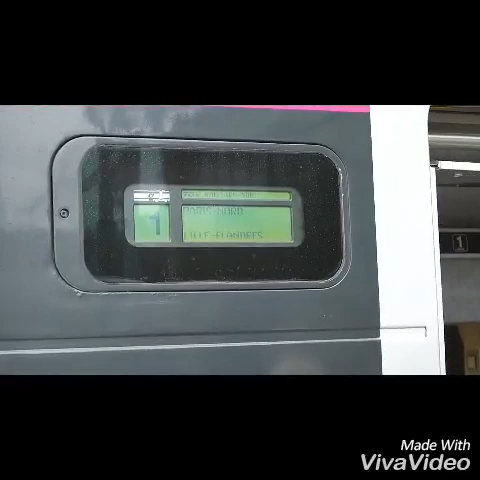 1
PARIS-NORD
LILLE-FLANDRES
1
Made With
VivaVideo